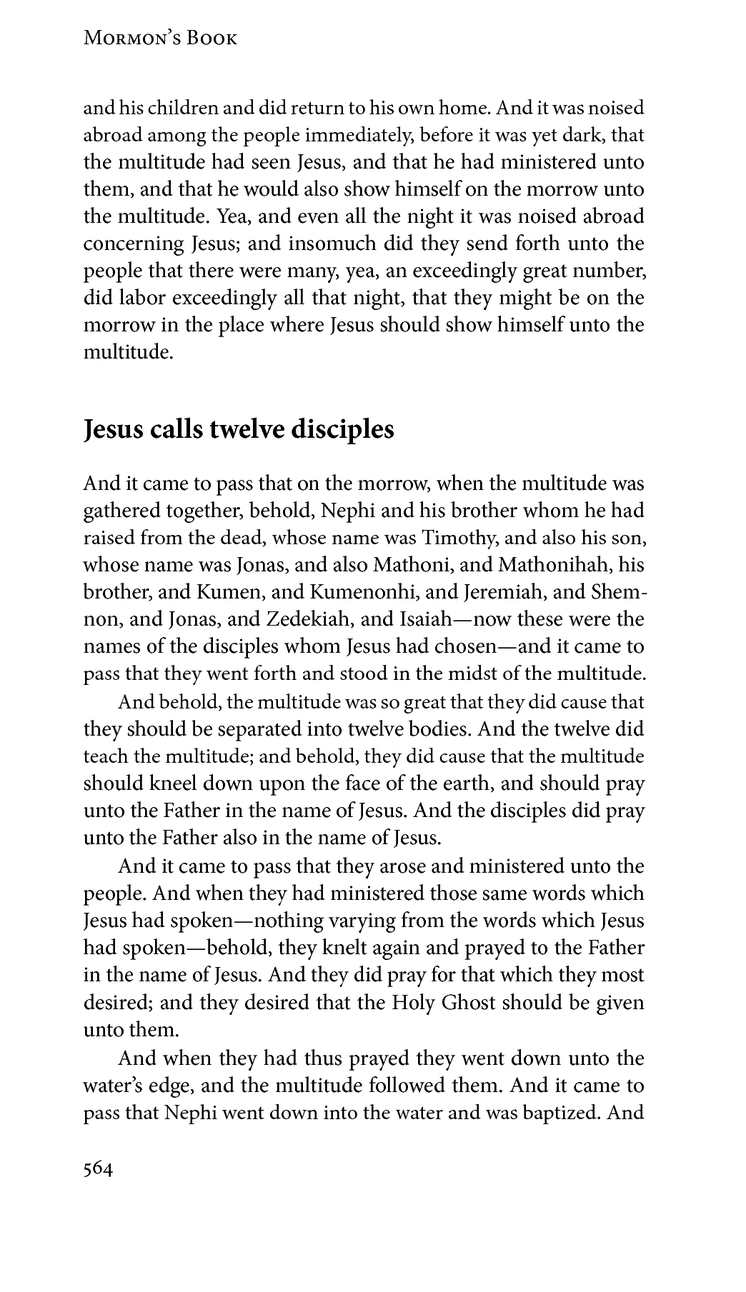 Mormon’s Book
and his children and did return to his own home. And it was noised
abroad among the people immediately, before it was yet dark, that
the multitude had seen Jesus, and that he had ministered unto
them, and that he would also show himself on the morrow unto
the multitude. Yea, and even all the night it was noised abroad
concerning Jesus; and insomuch did they send forth unto the
people that there were many, yea, an exceedingly great number,
did labor exceedingly all that night, that they might be on the
morrow in the place where Jesus should show himself unto the
multitude.
Jesus calls twelve disciples
And it came to pass that on the morrow, when the multitude was
gathered together, behold, Nephi and his brother whom he had
raised from the dead, whose name was Timothy, and also his son,
whose name was Jonas, and also Mathoni, and Mathonihah, his
brother, and Kumen, and Kumenonhi, and Jeremiah, and Shem-
non, and Jonas, and Zedekiah, and Isaiah—now these were the
names of the disciples whom Jesus had chosen—and it came to
pass that they went forth and stood in the midst of the multitude.
And behold, the multitude was so great that they did cause that
they should be separated into twelve bodies. And the twelve did
teach the multitude; and behold, they did cause that the multitude
should kneel down upon the face of the earth, and should pray
unto the Father in the name of Jesus. And the disciples did pray
unto the Father also in the name of Jesus.
And it came to pass that they arose and ministered unto the
people. And when they had ministered those same words which
Jesus had spoken—nothing varying from the words which Jesus
had spoken—behold, they knelt again and prayed to the Father
in the name of Jesus. And they did pray for that which they most
desired; and they desired that the Holy Ghost should be given
unto them.
And when they had thus prayed they went down unto the
water’s edge, and the multitude followed them. And it came to
pass that Nephi went down into the water and was baptized. And
564